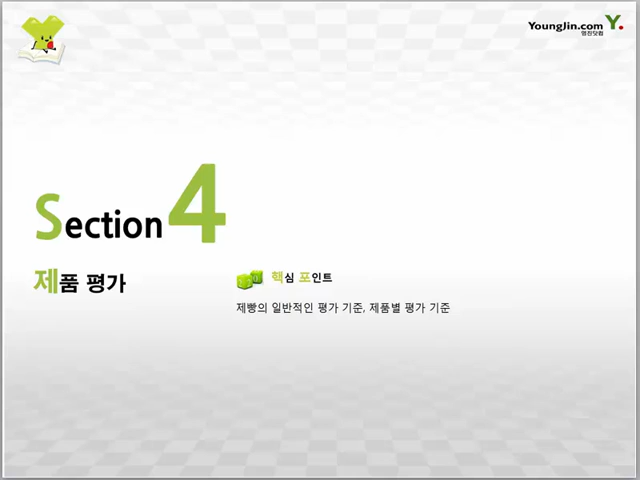 YoungJin.com Y.
영진닷컴
Section 4
제품 평가
핵심 포인트
제빵의 일반적인 평가 기준, 제품별 평가 기준